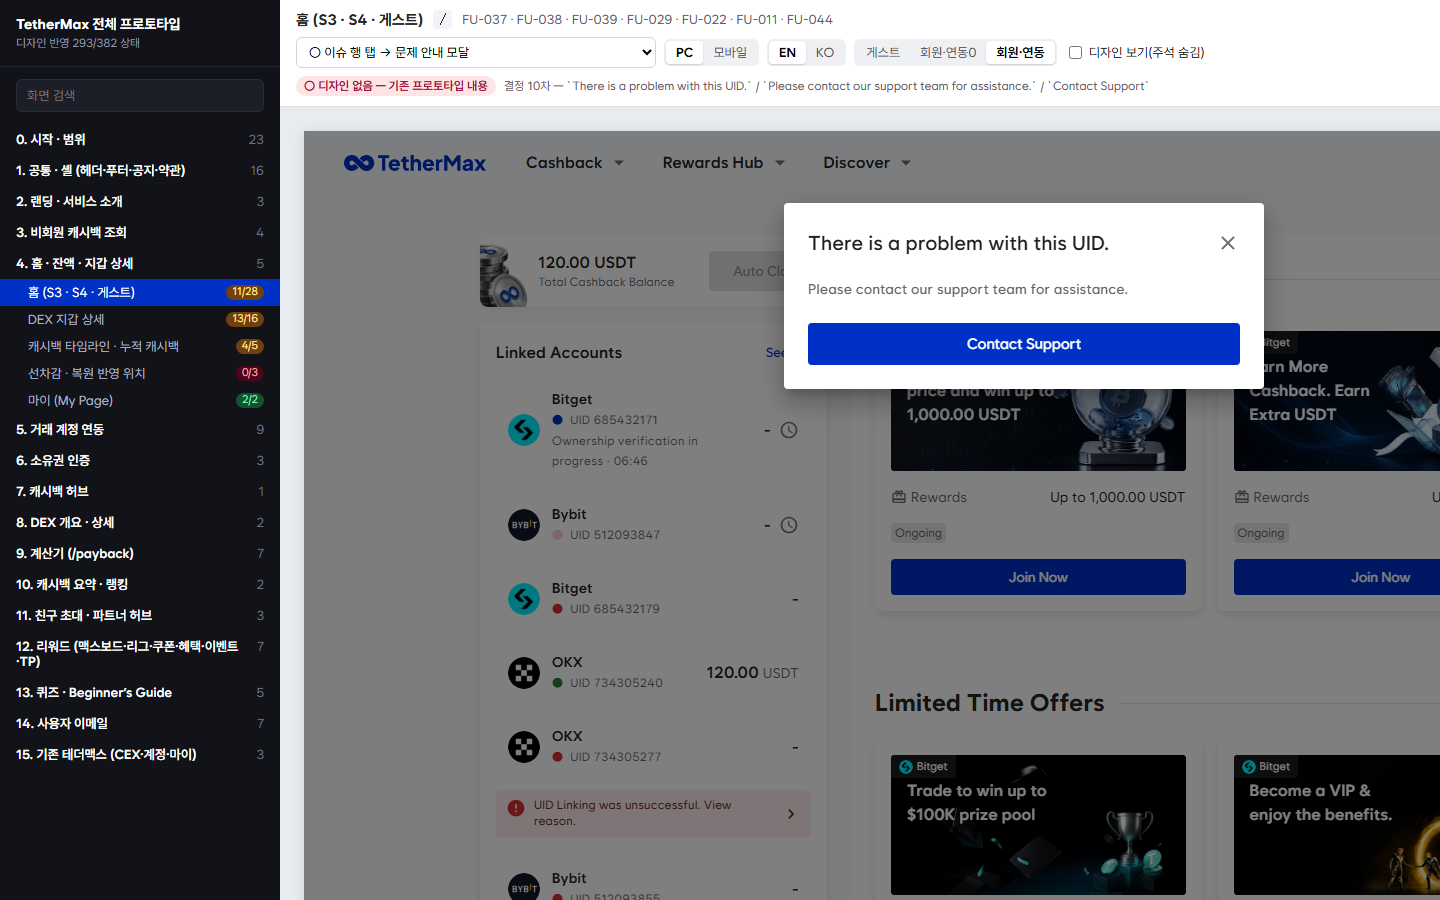 TetherMax 전체 프로토타입
디자인 반영 293/382 상태
화면 검색
0. 시작 · 범위 23
1. 공통 · 셸 (헤더·푸터·공지·약관) 16
2. 랜딩 · 서비스 소개 3
3. 비회원 캐시백 조회 4
4. 홈 · 잔액 · 지갑 상세 5
홈 (S3 · S4 · 게스트) 11/28
DEX 지갑 상세 13/16
캐시백 타임라인 · 누적 캐시백 4/5
선차감 · 복원 반영 위치 0/3
마이 (My Page) 2/2
5. 거래 계정 연동 9
6. 소유권 인증 3
7. 캐시백 허브 1
8. DEX 개요 · 상세 2
9. 계산기 (/payback) 7
10. 캐시백 요약 · 랭킹 2
11. 친구 초대 · 파트너 허브 3
12. 리워드 (맥스보드·리그·쿠폰·혜택·이벤트 7
·TP)
13. 퀴즈 · Beginner's Guide 5
14. 사용자 이메일 7
15. 기존 테더맥스 (CEX·계정·마이) 3
홈 (S3 · S4 · 게스트) / FU-037 · FU-038 · FU-039 · FU-029 · FU-022 · FU-011 · FU-044
○ 이슈 행 탭 → 문제 안내 모달 PC 모바일 EN KO 게스트 회원·연동0 회원·연동 디자인 보기(주석 숨김)
○ 디자인 없음 — 기존 프로토타입 내용 결정 10차 — `There is a problem with this UID.` / `Please contact our support team for assistance.` / `Contact Support`
TetherMax Cashback Rewards Hub Discover
There is a problem with this UID.
Please contact our support team for assistance.
Contact Support
120.00 USDT
Total Cashback Balance
Auto Cl
Linked Accounts See
Bitget
UID 685432171
Ownership verification in
progress · 06:46
-
Bybit
UID 512093847
-
Bitget
UID 685432179
-
OKX
UID 734305240
120.00 USDT
OKX
UID 734305277
-
UID Linking was unsuccessful. View
reason.
Bybit
UID 512093855
-
price and win up to
1,000.00 USDT
Rewards Up to 1,000.00 USDT
Ongoing
Join Now
itget
arn More
Cashback. Earn
Extra USDT
Rewards U
Ongoing
Join Now
Limited Time Offers
Bitget
Trade to win up to
$100K prize pool
Bitget
Become a VIP &
enjoy the benefits.
BYBIT
BYBIT